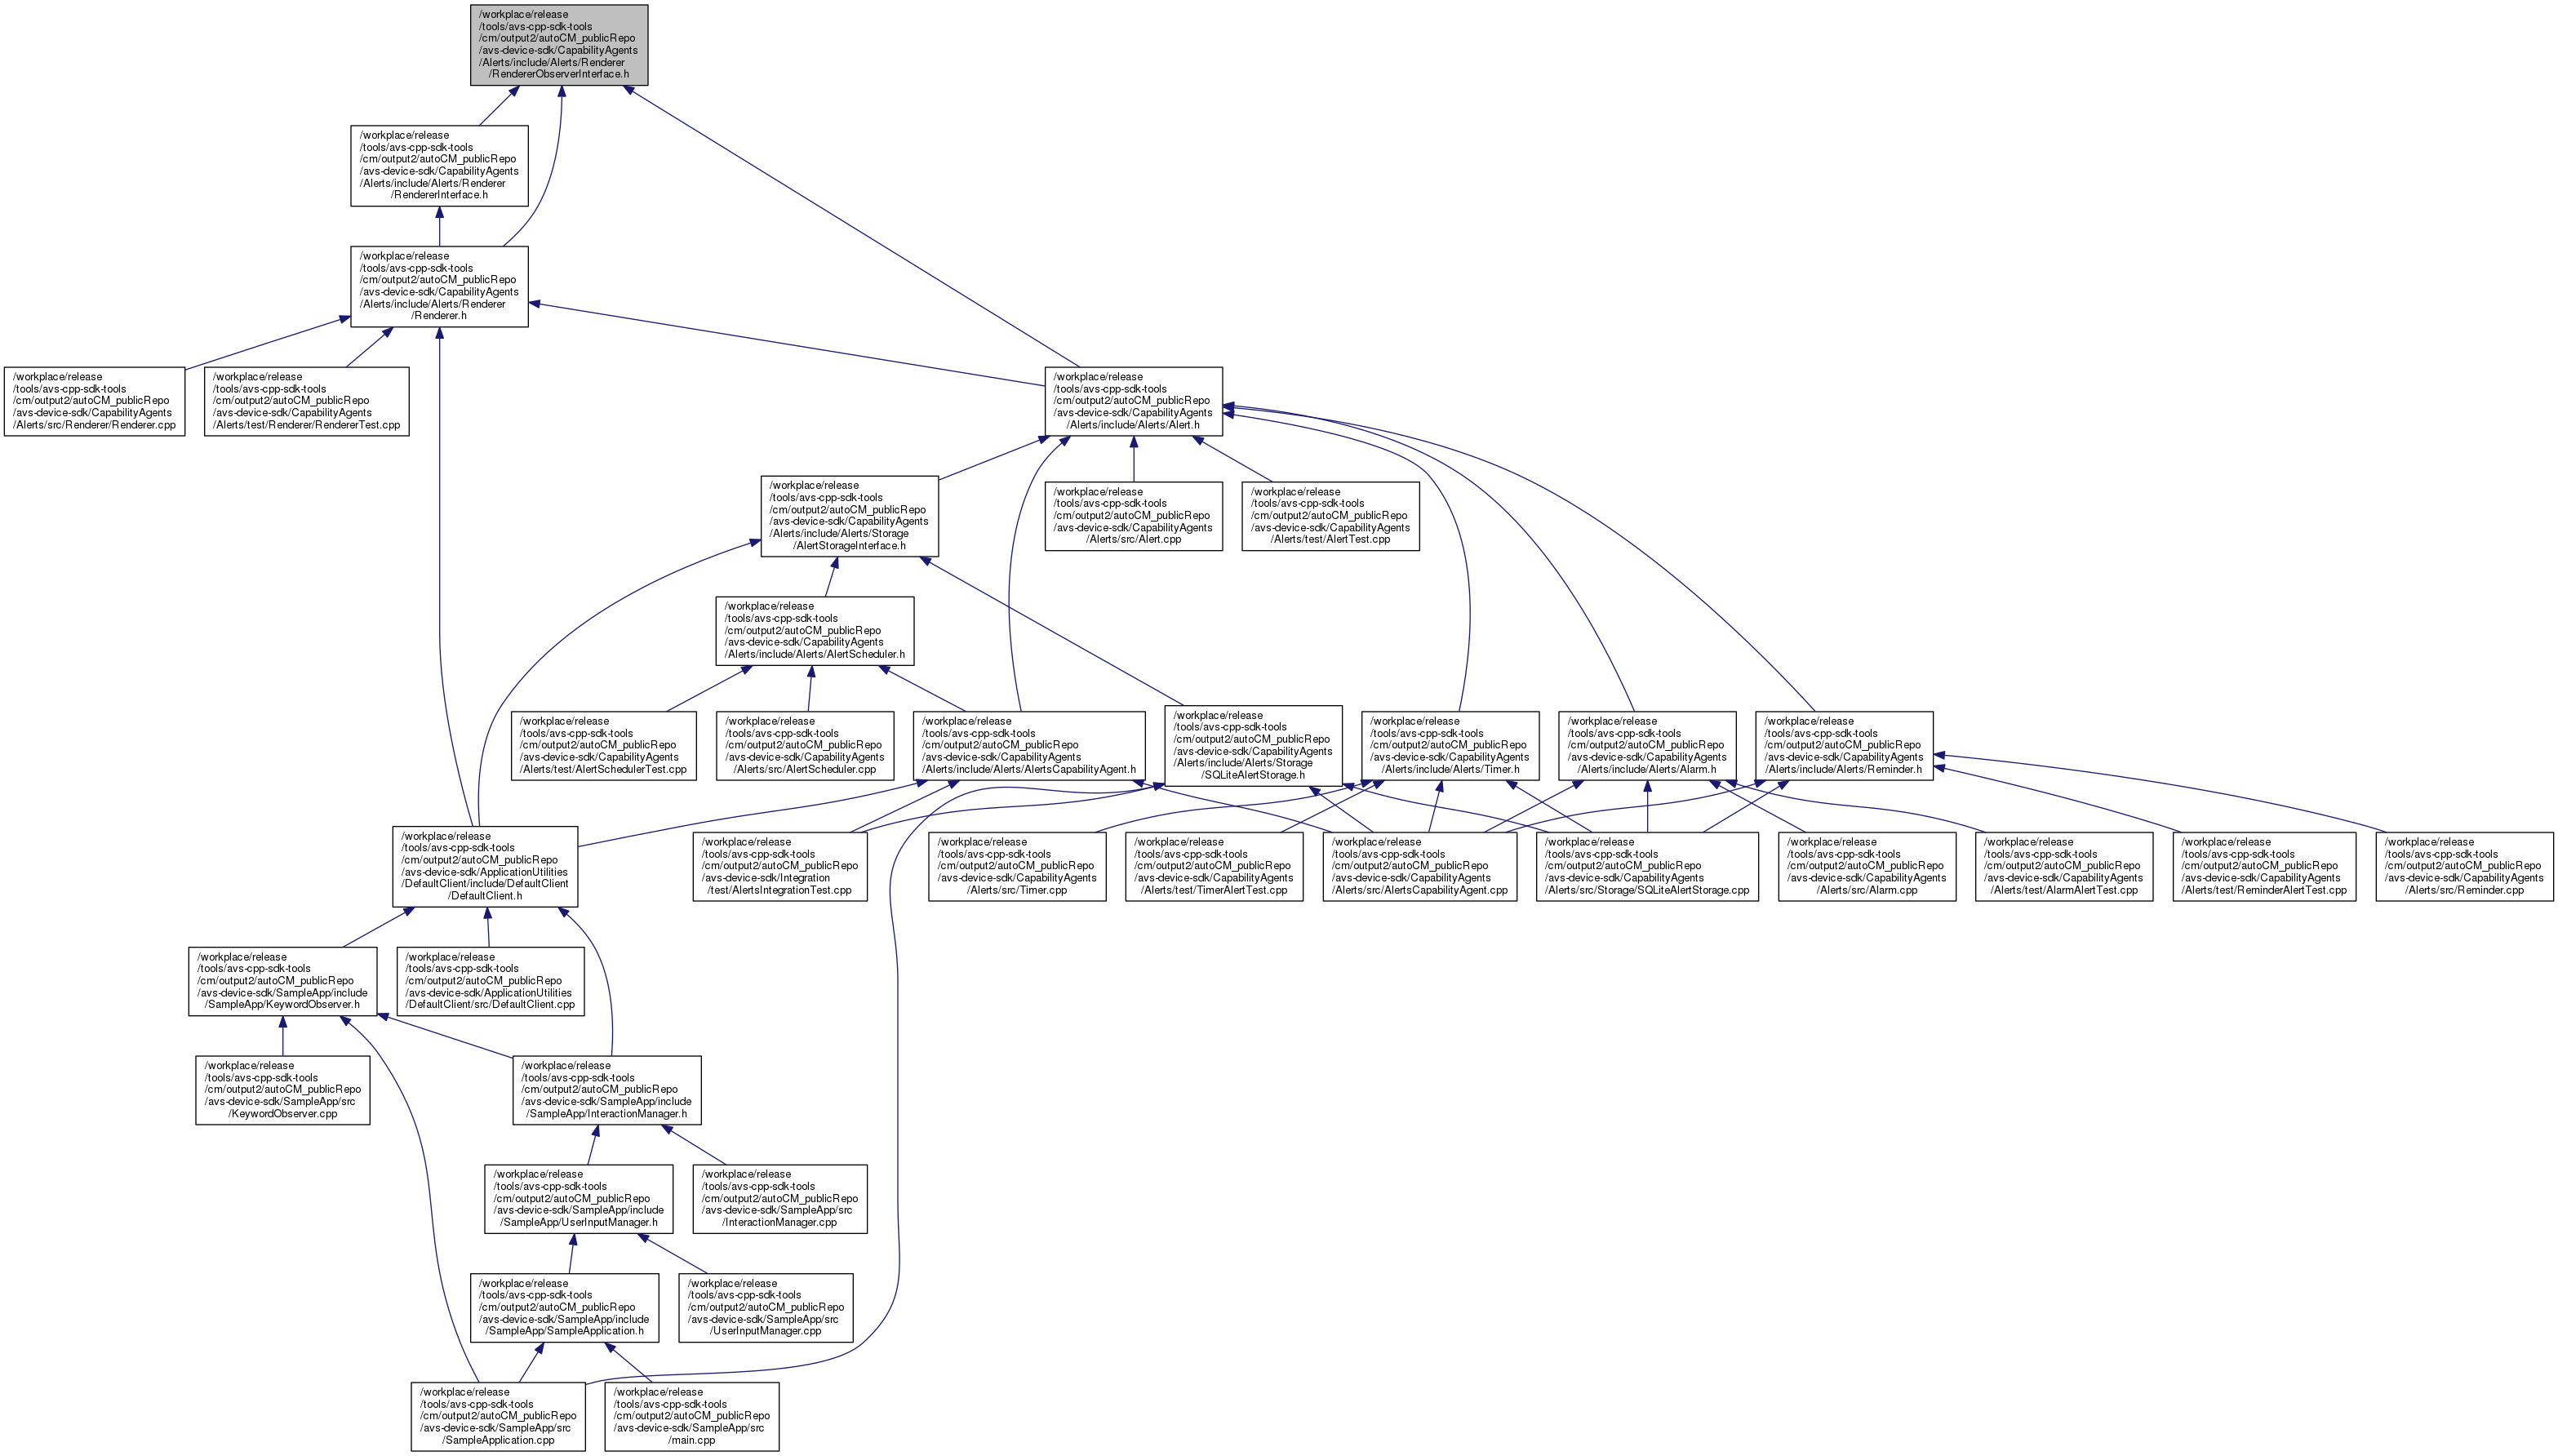 /workplace/release
/tools/avs-cpp-sdk-tools
/cm/output2/autoCM_publicRepo
/avs-device-sdk/CapabilityAgents
/Alerts/include/Alerts/Renderer
/RendererObserverInterface.h
/workplace/release
/tools/avs-cpp-sdk-tools
/cm/output2/autoCM_publicRepo
/avs-device-sdk/CapabilityAgents
/Alerts/include/Alerts/Renderer
/RendererInterface.h
/workplace/release
/tools/avs-cpp-sdk-tools
/cm/output2/autoCM_publicRepo
/avs-device-sdk/CapabilityAgents
/Alerts/include/Alerts/Renderer
/Renderer.h
/workplace/release
/tools/avs-cpp-sdk-tools
/cm/output2/autoCM_publicRepo
/avs-device-sdk/CapabilityAgents
/Alerts/src/Renderer/Renderer.cpp
/workplace/release
/tools/avs-cpp-sdk-tools
/cm/output2/autoCM_publicRepo
/avs-device-sdk/CapabilityAgents
/Alerts/test/Renderer/RendererTest.cpp
/workplace/release
/tools/avs-cpp-sdk-tools
/cm/output2/autoCM_publicRepo
/avs-device-sdk/CapabilityAgents
/Alerts/include/Alerts/Alert.h
/workplace/release
/tools/avs-cpp-sdk-tools
/cm/output2/autoCM_publicRepo
/avs-device-sdk/CapabilityAgents
/Alerts/include/Alerts/Storage
/AlertStorageInterface.h
/workplace/release
/tools/avs-cpp-sdk-tools
/cm/output2/autoCM_publicRepo
/avs-device-sdk/CapabilityAgents
/Alerts/src/Alert.cpp
/workplace/release
/tools/avs-cpp-sdk-tools
/cm/output2/autoCM_publicRepo
/avs-device-sdk/CapabilityAgents
/Alerts/test/AlertTest.cpp
/workplace/release
/tools/avs-cpp-sdk-tools
/cm/output2/autoCM_publicRepo
/avs-device-sdk/CapabilityAgents
/Alerts/include/Alerts/AlertScheduler.h
/workplace/release
/tools/avs-cpp-sdk-tools
/cm/output2/autoCM_publicRepo
/avs-device-sdk/CapabilityAgents
/Alerts/test/AlertSchedulerTest.cpp
/workplace/release
/tools/avs-cpp-sdk-tools
/cm/output2/autoCM_publicRepo
/avs-device-sdk/CapabilityAgents
/Alerts/src/AlertScheduler.cpp
/workplace/release
/tools/avs-cpp-sdk-tools
/cm/output2/autoCM_publicRepo
/avs-device-sdk/CapabilityAgents
/Alerts/include/Alerts/AlertsCapabilityAgent.h
/workplace/release
/tools/avs-cpp-sdk-tools
/cm/output2/autoCM_publicRepo
/avs-device-sdk/CapabilityAgents
/Alerts/include/Alerts/Storage
/SQLiteAlertStorage.h
/workplace/release
/tools/avs-cpp-sdk-tools
/cm/output2/autoCM_publicRepo
/avs-device-sdk/CapabilityAgents
/Alerts/include/Alerts/Timer.h
/workplace/release
/tools/avs-cpp-sdk-tools
/cm/output2/autoCM_publicRepo
/avs-device-sdk/CapabilityAgents
/Alerts/include/Alerts/Alarm.h
/workplace/release
/tools/avs-cpp-sdk-tools
/cm/output2/autoCM_publicRepo
/avs-device-sdk/CapabilityAgents
/Alerts/include/Alerts/Reminder.h
/workplace/release
/tools/avs-cpp-sdk-tools
/cm/output2/autoCM_publicRepo
/avs-device-sdk/ApplicationUtilities
/DefaultClient/include/DefaultClient
/DefaultClient.h
/workplace/release
/tools/avs-cpp-sdk-tools
/cm/output2/autoCM_publicRepo
/avs-device-sdk/Integration
/test/AlertsIntegrationTest.cpp
/workplace/release
/tools/avs-cpp-sdk-tools
/cm/output2/autoCM_publicRepo
/avs-device-sdk/CapabilityAgents
/Alerts/src/Timer.cpp
/workplace/release
/tools/avs-cpp-sdk-tools
/cm/output2/autoCM_publicRepo
/avs-device-sdk/CapabilityAgents
/Alerts/test/TimerAlertTest.cpp
/workplace/release
/tools/avs-cpp-sdk-tools
/cm/output2/autoCM_publicRepo
/avs-device-sdk/CapabilityAgents
/Alerts/src/AlertsCapabilityAgent.cpp
/workplace/release
/tools/avs-cpp-sdk-tools
/cm/output2/autoCM_publicRepo
/avs-device-sdk/CapabilityAgents
/Alerts/src/Storage/SQLiteAlertStorage.cpp
/workplace/release
/tools/avs-cpp-sdk-tools
/cm/output2/autoCM_publicRepo
/avs-device-sdk/CapabilityAgents
/Alerts/src/Alarm.cpp
/workplace/release
/tools/avs-cpp-sdk-tools
/cm/output2/autoCM_publicRepo
/avs-device-sdk/CapabilityAgents
/Alerts/test/AlarmAlertTest.cpp
/workplace/release
/tools/avs-cpp-sdk-tools
/cm/output2/autoCM_publicRepo
/avs-device-sdk/CapabilityAgents
/Alerts/test/ReminderAlertTest.cpp
/workplace/release
/tools/avs-cpp-sdk-tools
/cm/output2/autoCM_publicRepo
/avs-device-sdk/CapabilityAgents
/Alerts/src/Reminder.cpp
/workplace/release
/tools/avs-cpp-sdk-tools
/cm/output2/autoCM_publicRepo
/avs-device-sdk/SampleApp/include
/SampleApp/KeywordObserver.h
/workplace/release
/tools/avs-cpp-sdk-tools
/cm/output2/autoCM_publicRepo
/avs-device-sdk/ApplicationUtilities
/DefaultClient/src/DefaultClient.cpp
/workplace/release
/tools/avs-cpp-sdk-tools
/cm/output2/autoCM_publicRepo
/avs-device-sdk/SampleApp/src
/KeywordObserver.cpp
/workplace/release
/tools/avs-cpp-sdk-tools
/cm/output2/autoCM_publicRepo
/avs-device-sdk/SampleApp/include
/SampleApp/InteractionManager.h
/workplace/release
/tools/avs-cpp-sdk-tools
/cm/output2/autoCM_publicRepo
/avs-device-sdk/SampleApp/include
/SampleApp/UserInputManager.h
/workplace/release
/tools/avs-cpp-sdk-tools
/cm/output2/autoCM_publicRepo
/avs-device-sdk/SampleApp/src
/InteractionManager.cpp
/workplace/release
/tools/avs-cpp-sdk-tools
/cm/output2/autoCM_publicRepo
/avs-device-sdk/SampleApp/include
/SampleApp/SampleApplication.h
/workplace/release
/tools/avs-cpp-sdk-tools
/cm/output2/autoCM_publicRepo
/avs-device-sdk/SampleApp/src
/UserInputManager.cpp
/workplace/release
/tools/avs-cpp-sdk-tools
/cm/output2/autoCM_publicRepo
/avs-device-sdk/SampleApp/src
/SampleApplication.cpp
/workplace/release
/tools/avs-cpp-sdk-tools
/cm/output2/autoCM_publicRepo
/avs-device-sdk/SampleApp/src
/main.cpp